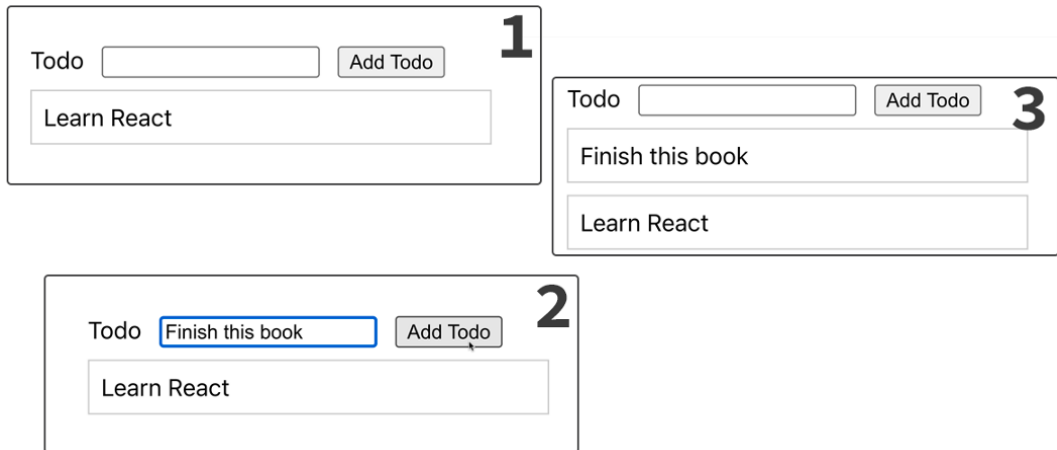 1
Todo Add Todo
Learn React
3
Todo Add Todo
Finish this book
Learn React
2
Todo Finish this book Add Todo
Learn React